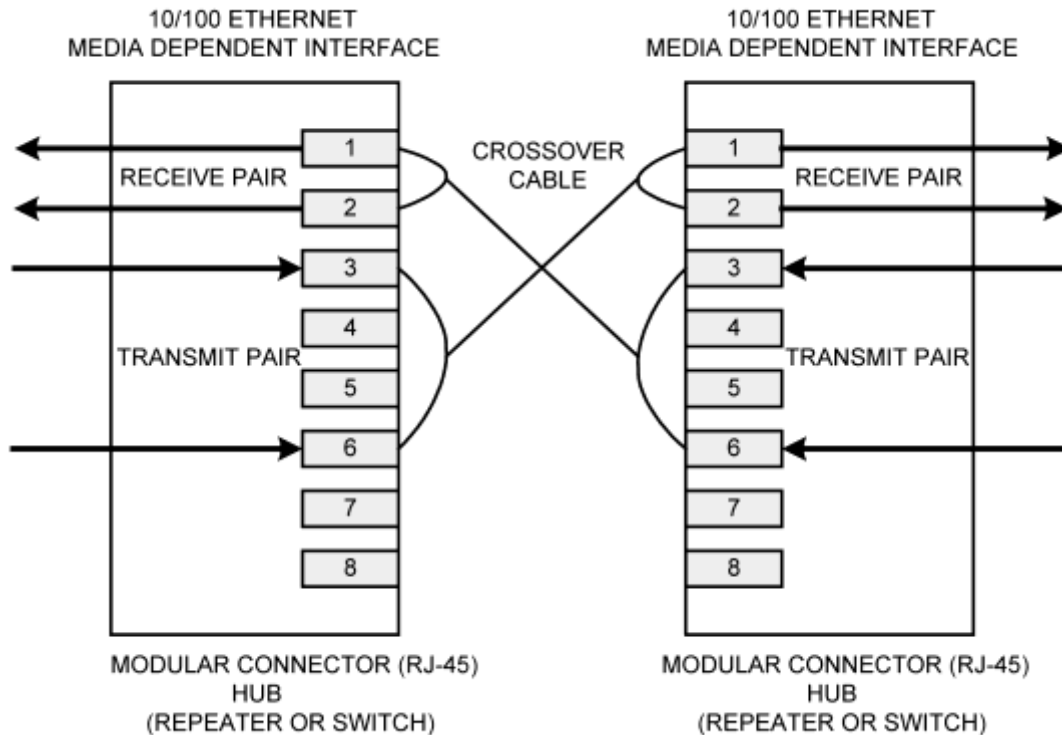 10/100 ETHERNET
MEDIA DEPENDENT INTERFACE
10/100 ETHERNET
MEDIA DEPENDENT INTERFACE
1
RECEIVE PAIR
2
3
4
TRANSMIT PAIR
5
6
7
8
CROSSOVER
CABLE
1
RECEIVE PAIR
2
3
4
TRANSMIT PAIR
5
6
7
8
MODULAR CONNECTOR (RJ-45)
HUB
(REPEATER OR SWITCH)
MODULAR CONNECTOR (RJ-45)
HUB
(REPEATER OR SWITCH)